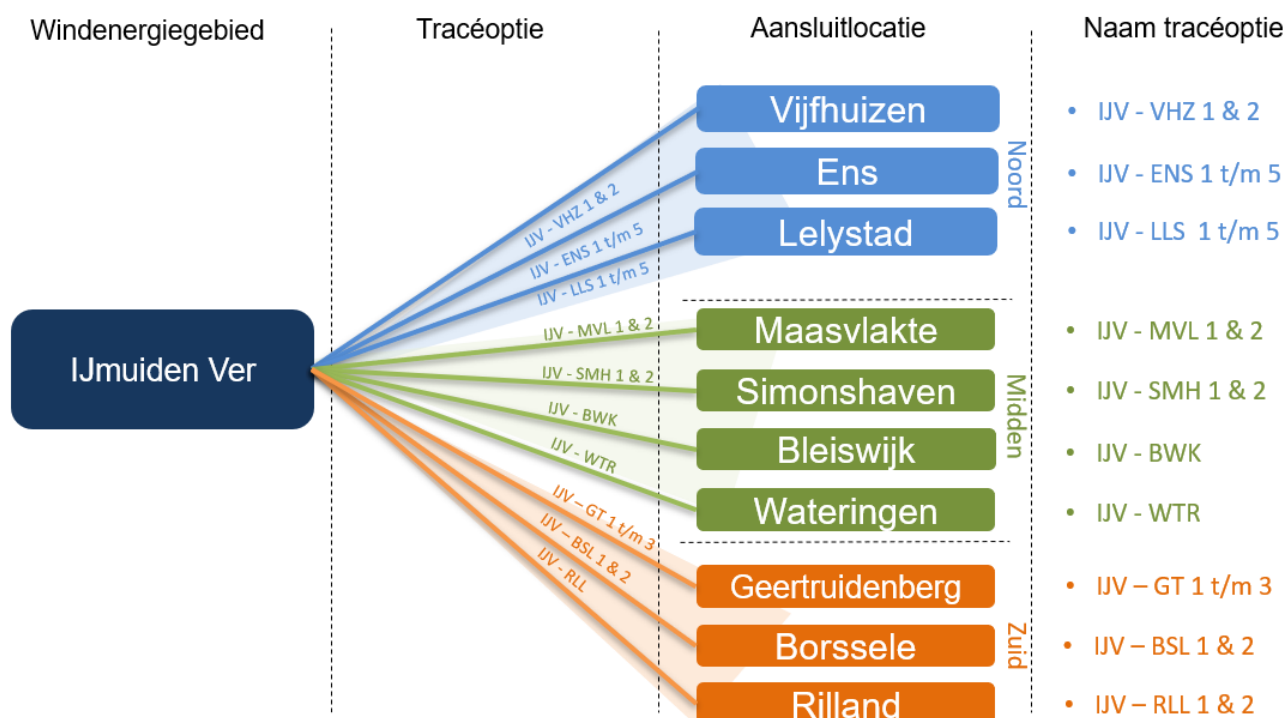 Windenergiegebied
Tracéoptie
Aansluitlocatie
Naam tracéoptie
IJmuiden Ver
IJV - VHZ 1 & 2
IJV - ENS 1 t/m 5
IJV - LLS 1 t/m 5
IJV - MVL 1 & 2
IJV - SMH 1 & 2
IJV - BWK
IJV - WTR
IJV – GT 1 t/m 3
IJV – BSL 1 & 2
IJV - RLL
Vijfhuizen
Ens
Lelystad
Noord
Maasvlakte
Simonshaven
Bleiswijk
Wateringen
Midden
Geertruidenberg
Borssele
Rilland
Zuid
• IJV - VHZ 1 & 2
• IJV - ENS 1 t/m 5
• IJV - LLS 1 t/m 5
• IJV - MVL 1 & 2
• IJV - SMH 1 & 2
• IJV - BWK
• IJV - WTR
• IJV – GT 1 t/m 3
• IJV – BSL 1 & 2
• IJV – RLL 1 & 2